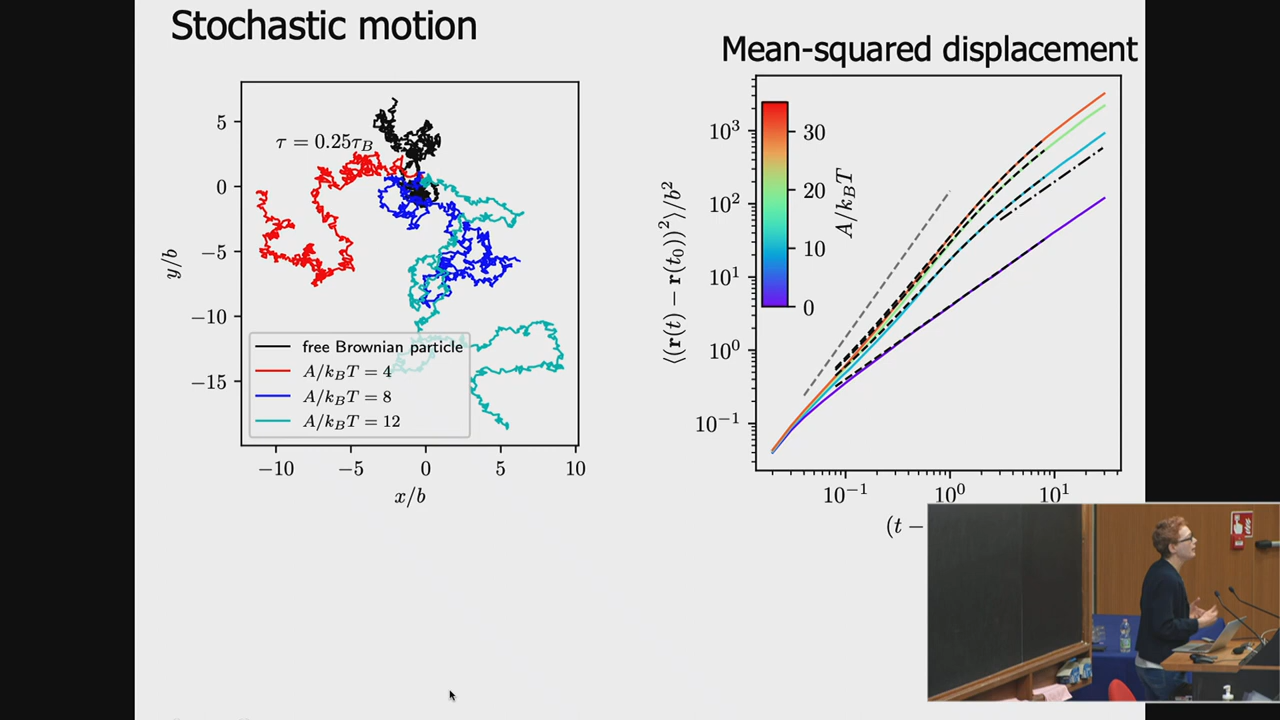 Stochastic motion
Mean-squared displacement
τ = 0.25τ_B
5
0
−5
−10
−15
y/b
free Brownian particle
A/k_BT = 4
A/k_BT = 8
A/k_BT = 12
−10
−5
0
5
10
x/b
⟨(r(t) − r(t₀))²⟩/b²
10³
10²
10¹
10⁰
10⁻¹
30
20
10
0
A/k_BT
10⁻¹
10⁰
10¹
(t −